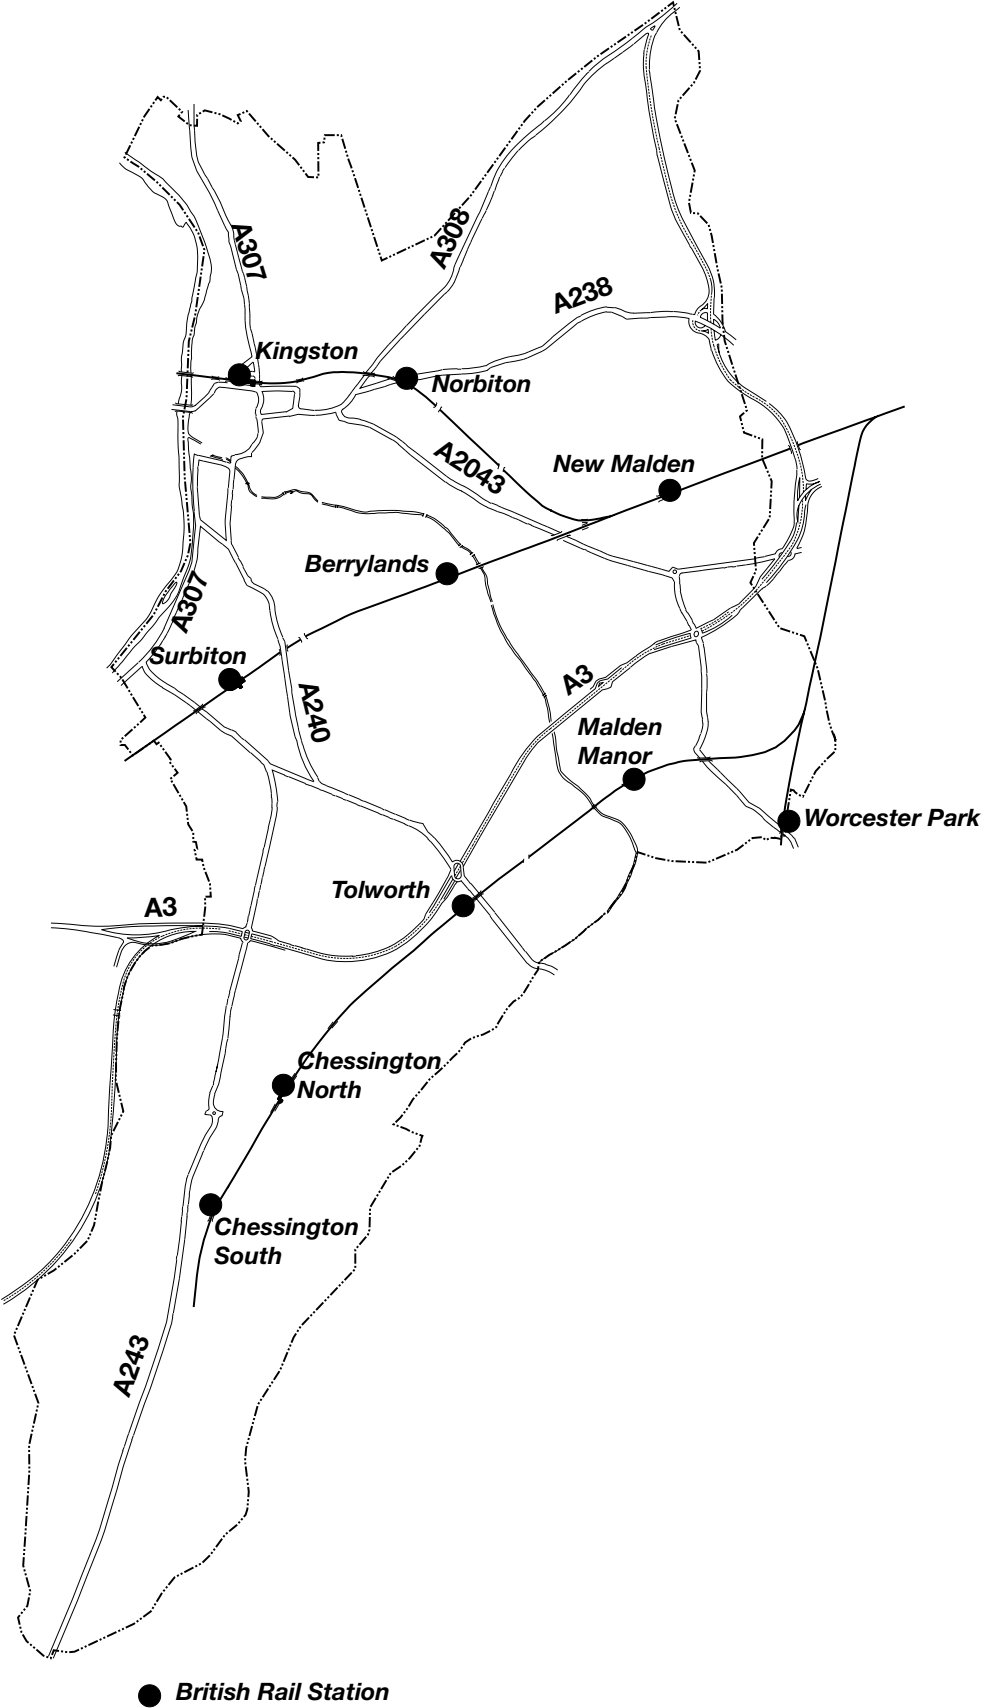 A308
A307
A238
Kingston
Norbiton
A2043
New Malden
Berrylands
A307
Surbiton
A240
A3
Malden
Manor
Worcester Park
Tolworth
A3
Chessington
North
Chessington
South
A243
British Rail Station